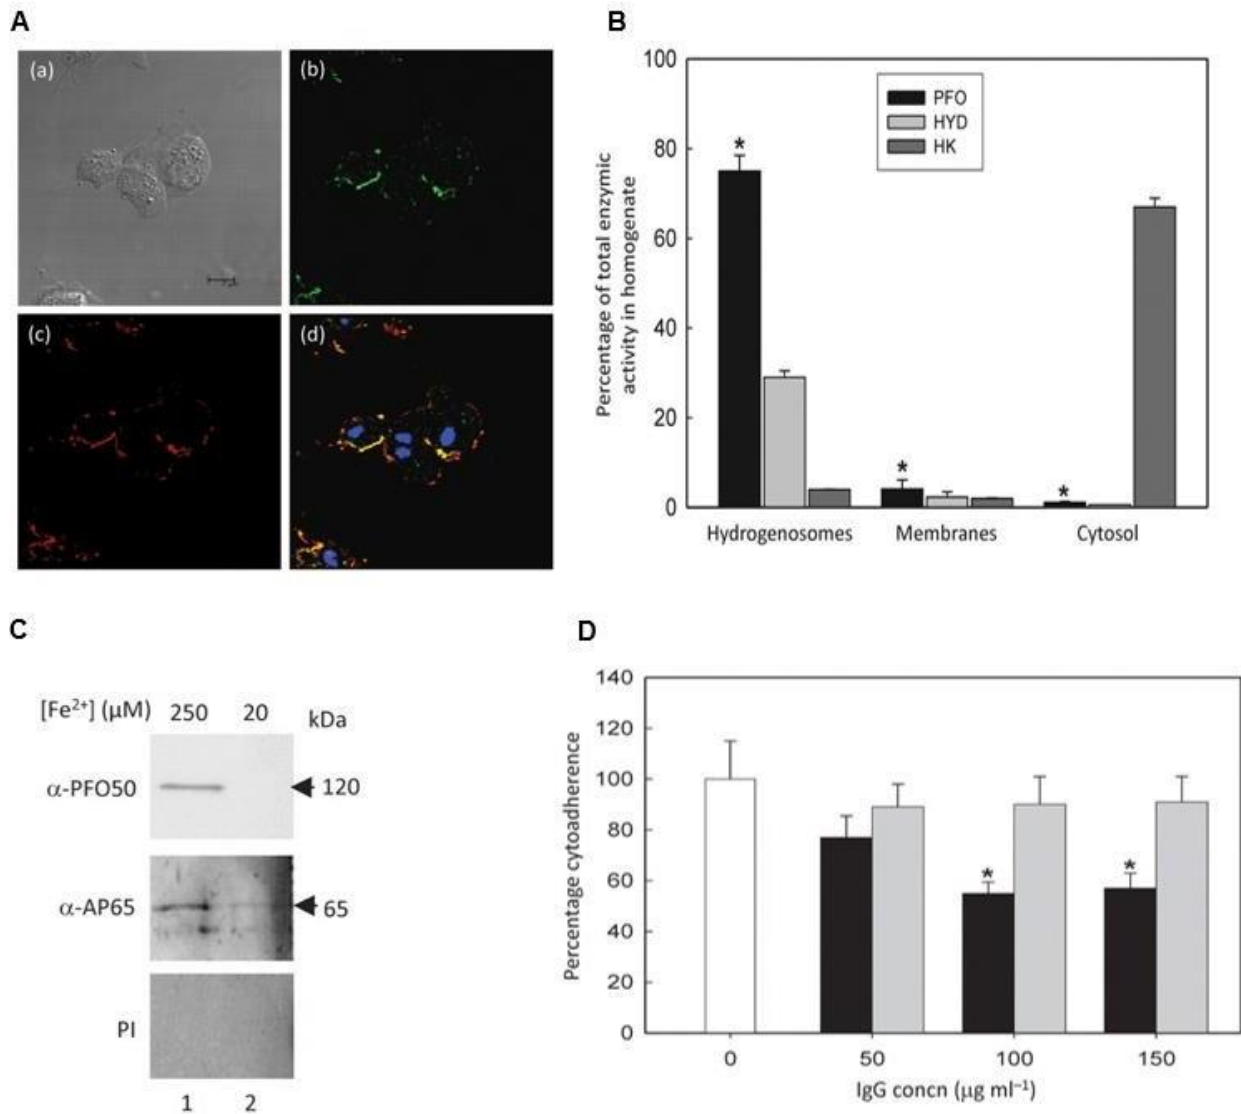 A
(a)
(b)
(c)
(d)
B
100
80
60
40
20
0
Percentage of total enzymic
activity in homogenate
PFO
HYD
HK
*
*
*
Hydrogenosomes Membranes Cytosol
C
[Fe²⁺] (µM) 250 20 kDa
α-PFO50 120
α-AP65 65
PI
1 2
D
140
120
100
80
60
40
20
0
Percentage cytoadherence
*
*
0 50 100 150
IgG concn (µg ml⁻¹)